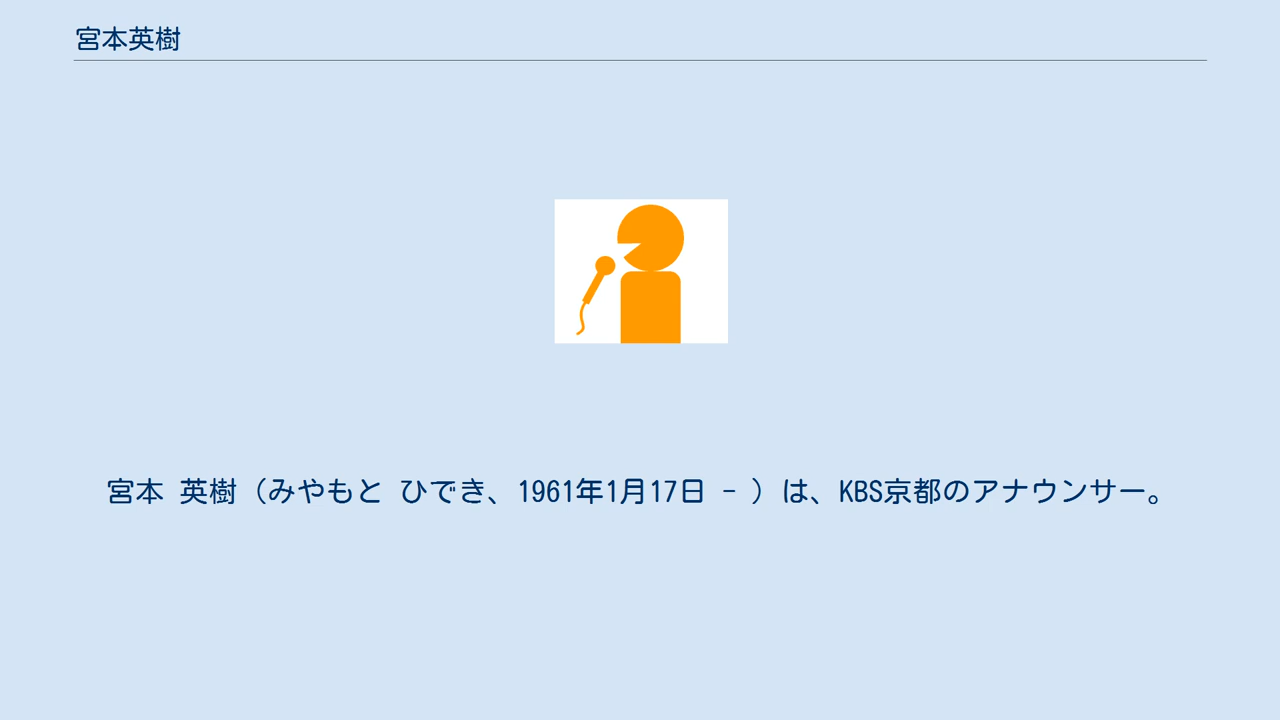 宮本英樹
宮本 英樹（みやもと ひでき、1961年1月17日 - ）は、KBS京都のアナウンサー。